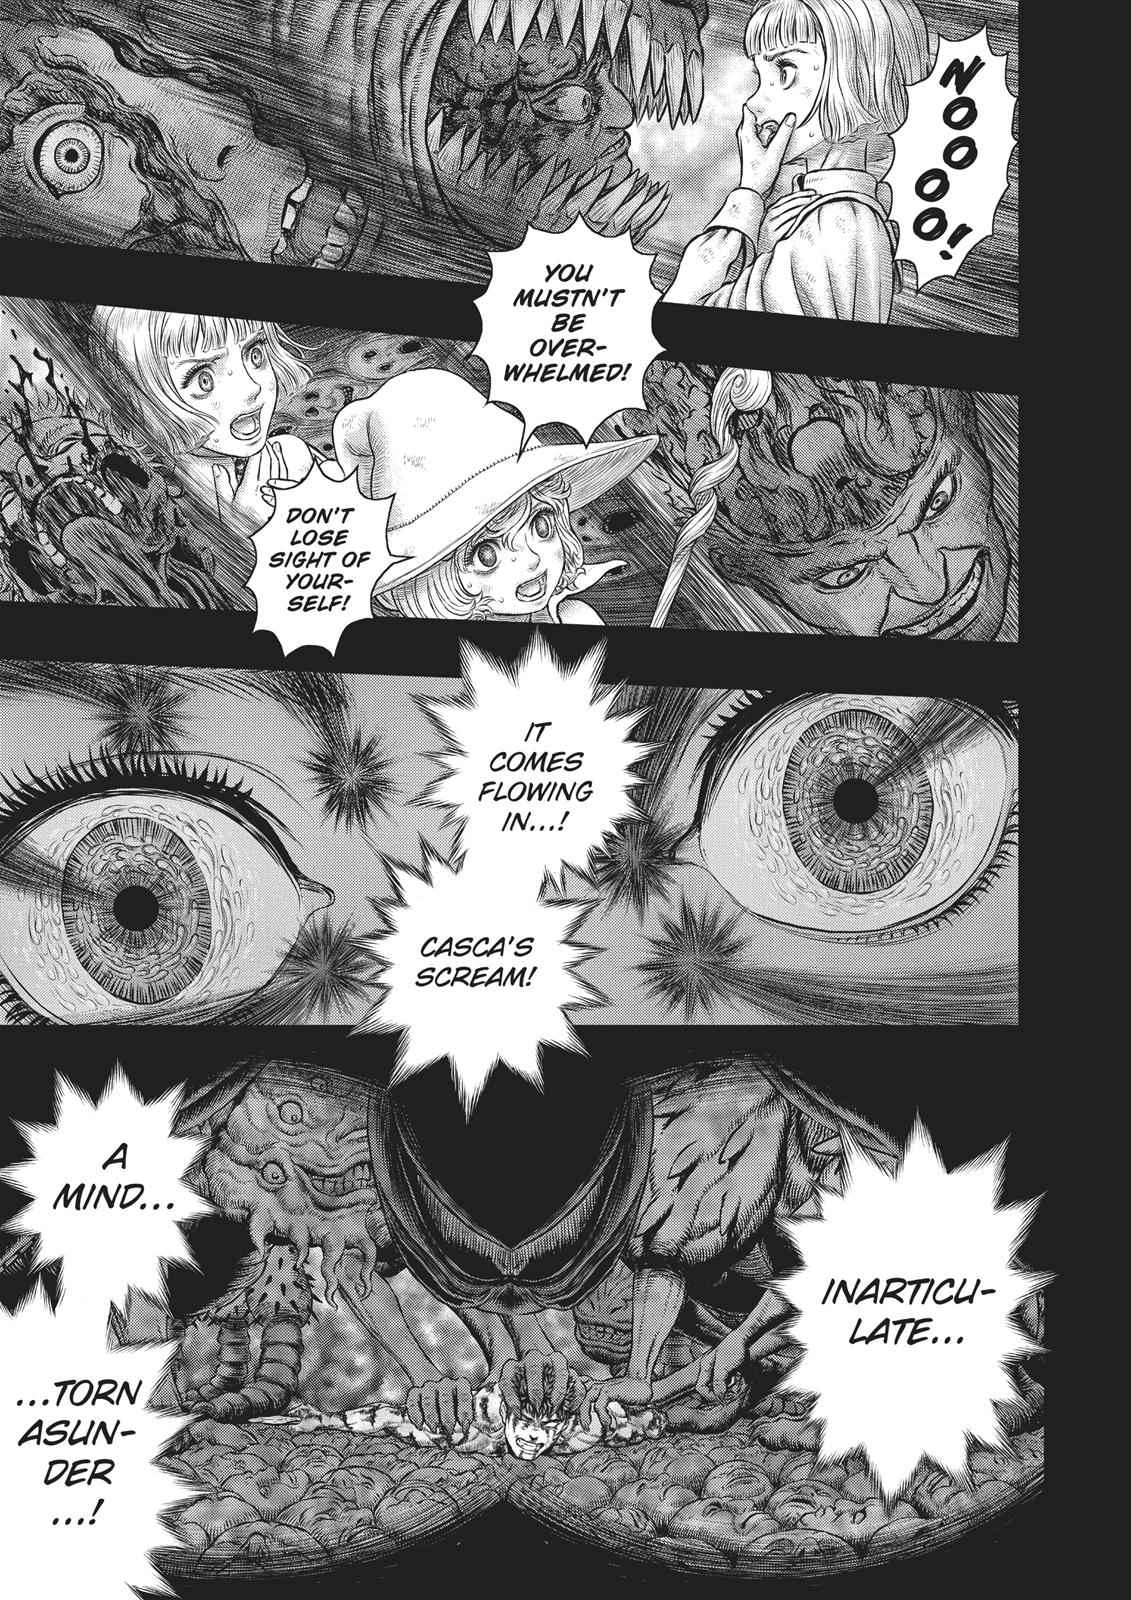 NOOOO!
YOU
MUSTN'T
BE
OVER-
WHELMED!
DON'T
LOSE
SIGHT OF
YOUR-
SELF!
IT
COMES
FLOWING
IN...!
CASCA'S
SCREAM!
INARTICU-
LATE...
A
MIND...
...TORN
ASUN-
DER
...!